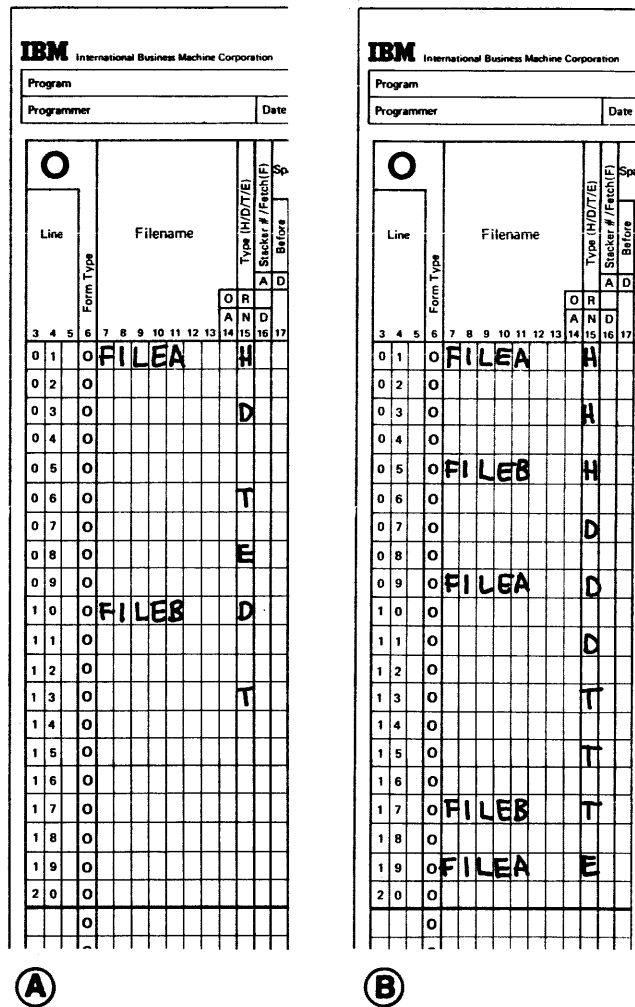 IBM International Business Machine Corporation
Program
Programmer Date
O
Line
Form Type
Filename
Type (H/D/T/E)
Stacker # /Fetch(F)
Before
A D
O R
A N D
3 4 5 6 7 8 9 10 11 12 13 14 15 16 17
0 1 O FILEA H
0 2 O
0 3 O D
0 4 O
0 5 O
0 6 O T
0 7 O
0 8 O E
0 9 O
1 0 O FILEB D
1 1 O
1 2 O
1 3 O T
1 4 O
1 5 O
1 6 O
1 7 O
1 8 O
1 9 O
2 0 O
O
O
A
IBM International Business Machine Corporation
Program
Programmer Date
O
Line
Form Type
Filename
Type (H/D/T/E)
Stacker # /Fetch(F)
Before
A D
O R
A N D
3 4 5 6 7 8 9 10 11 12 13 14 15 16 17
0 1 O FILEA H
0 2 O
0 3 O H
0 4 O
0 5 O FILEB H
0 6 O
0 7 O D
0 8 O
0 9 O FILEA D
1 0 O
1 1 O D
1 2 O
1 3 O T
1 4 O
1 5 O T
1 6 O
1 7 O FILEB T
1 8 O
1 9 O FILEA E
2 0 O
O
O
B